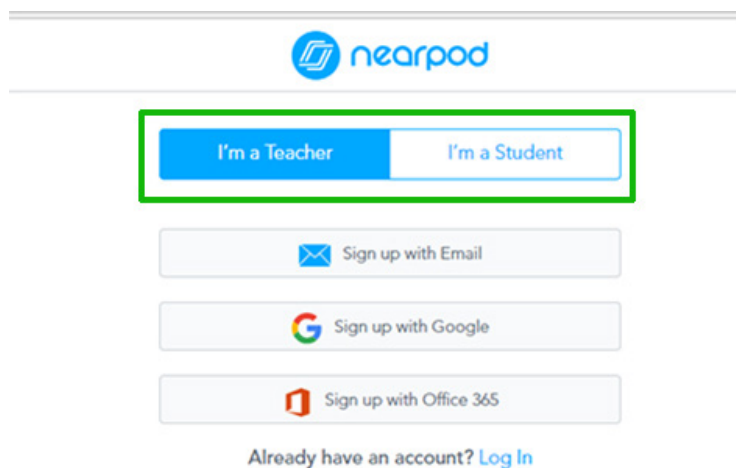 nearpod
I'm a Teacher I'm a Student
Sign up with Email
Sign up with Google
Sign up with Office 365
Already have an account? Log In